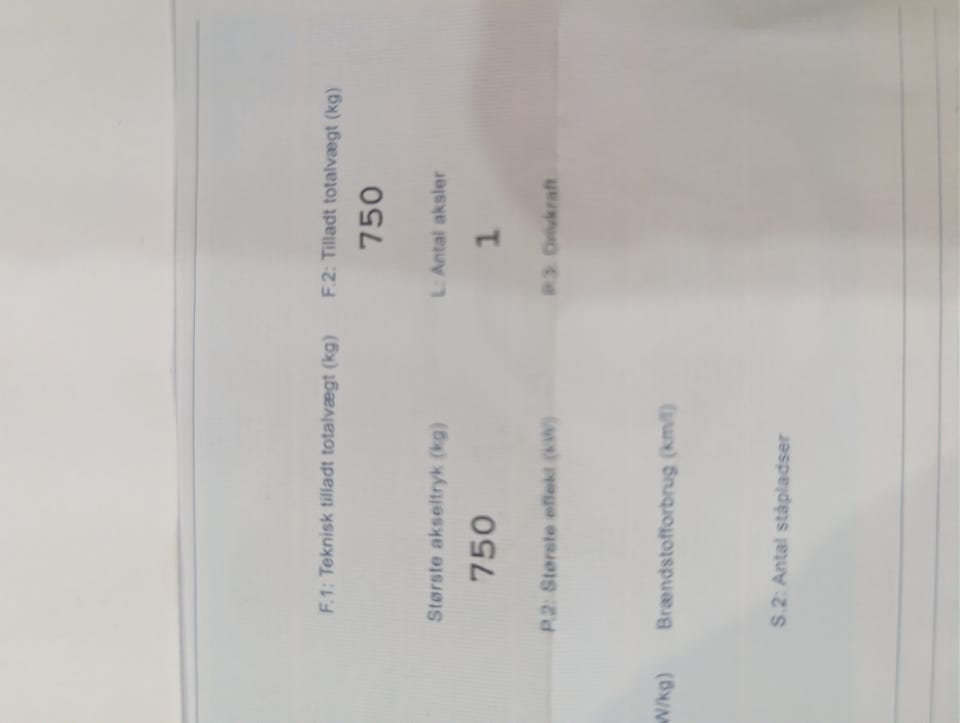 F.1: Teknisk tilladt totalvægt (kg) F.2: Tilladt totalvægt (kg)
750
Største akseltryk (kg) L: Antal aksler
750 1
P.2: Største effekt (kW) P.3: Drivkraft
W/kg) Brændstofforbrug (km/l)
S.2: Antal ståpladser